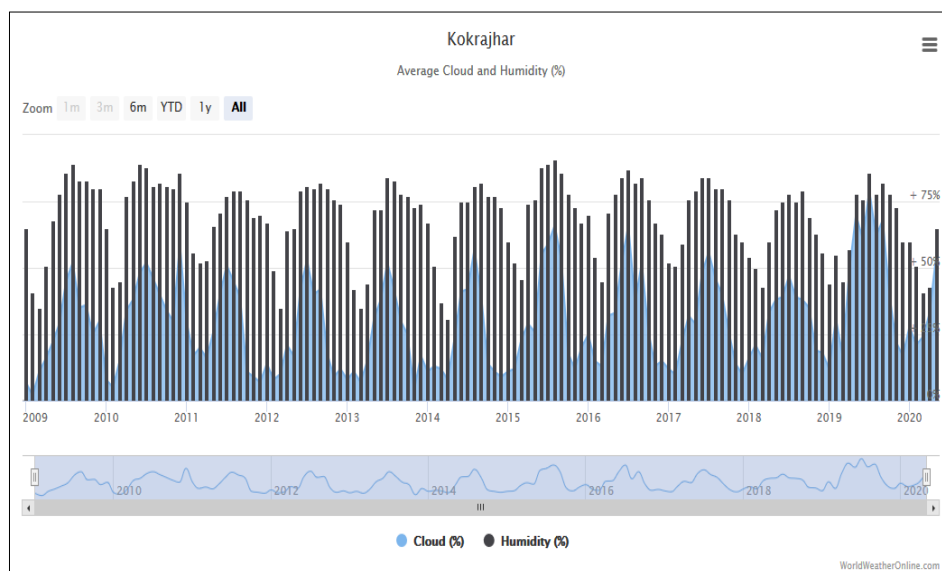 Kokrajhar
Average Cloud and Humidity (%)
Zoom 1m 3m 6m YTD 1y All
+ 75%
+ 50%
2009 2010 2011 2012 2013 2014 2015 2016 2017 2018 2019 2020
2010 2012 2014 2016 2018 2020
Cloud (%) Humidity (%)
WorldWeatherOnline.com